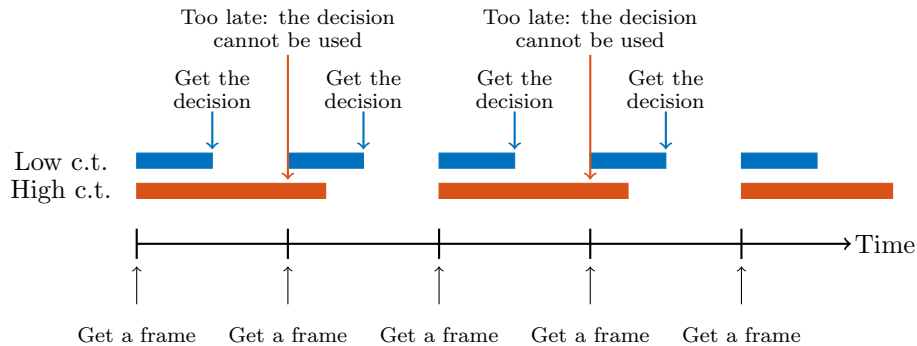 Too late: the decision
cannot be used
Too late: the decision
cannot be used
Get the
decision
Get the
decision
Get the
decision
Get the
decision
Low c.t.
High c.t.
Time
Get a frame
Get a frame
Get a frame
Get a frame
Get a frame